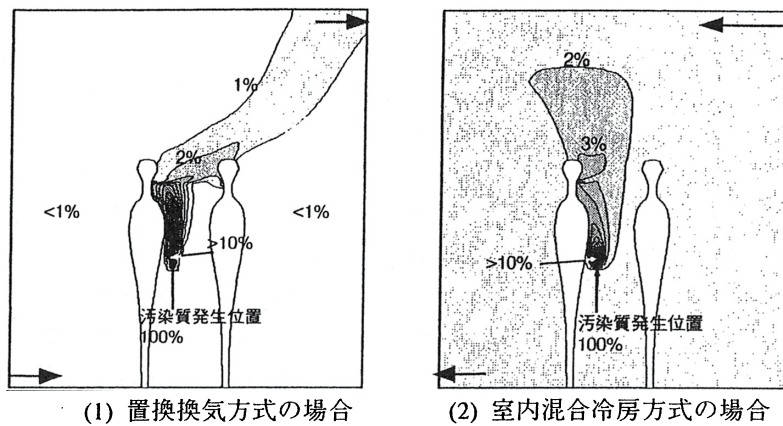 1%
2%
<1%
<1%
>10%
汚染質発生位置
100%
(1) 置換換気方式の場合
2%
3%
>10%
汚染質発生位置
100%
(2) 室内混合冷房方式の場合